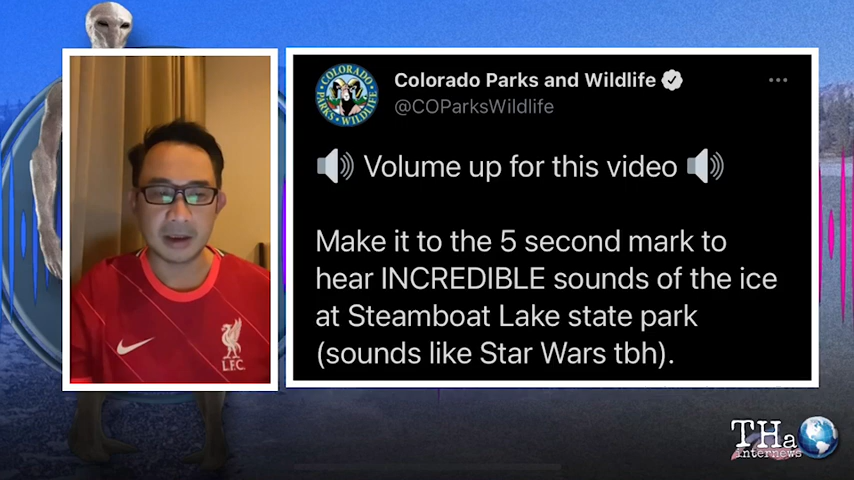 COLORADO
PARKS • WILDLIFE
Colorado Parks and Wildlife
@COParksWildlife
🔊 Volume up for this video 🔊
Make it to the 5 second mark to
hear INCREDIBLE sounds of the ice
at Steamboat Lake state park
(sounds like Star Wars tbh).
L.F.C.
THa
internews